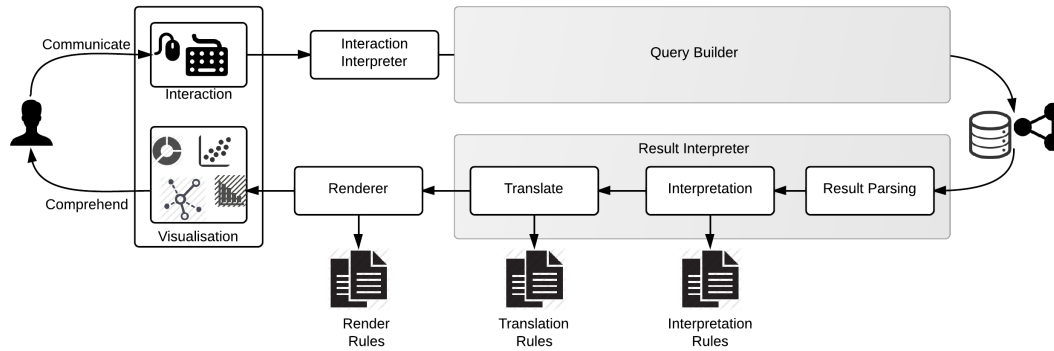 Communicate
Interaction
Interaction
Interpreter
Query Builder
Result Interpreter
Renderer
Translate
Interpretation
Result Parsing
Comprehend
Visualisation
Render
Rules
Translation
Rules
Interpretation
Rules